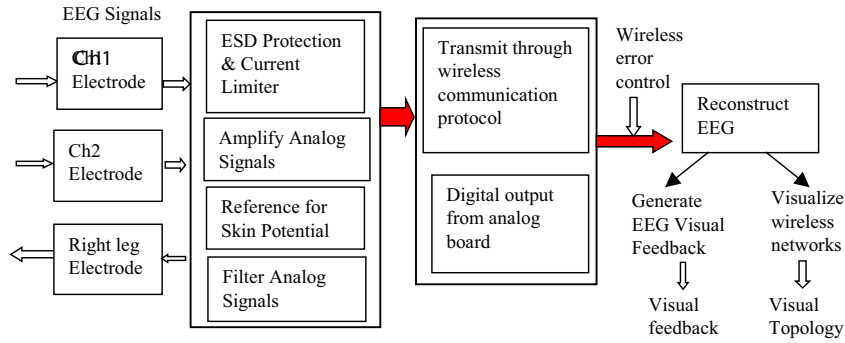 EEG Signals
Ch1
Electrode
Ch2
Electrode
Right leg
Electrode
ESD Protection
& Current
Limiter
Amplify Analog
Signals
Reference for
Skin Potential
Filter Analog
Signals
Transmit through
wireless
communication
protocol
Digital output
from analog
board
Wireless
error
control
Reconstruct
EEG
Generate
EEG Visual
Feedback
Visual
feedback
Visualize
wireless
networks
Visual
Topology